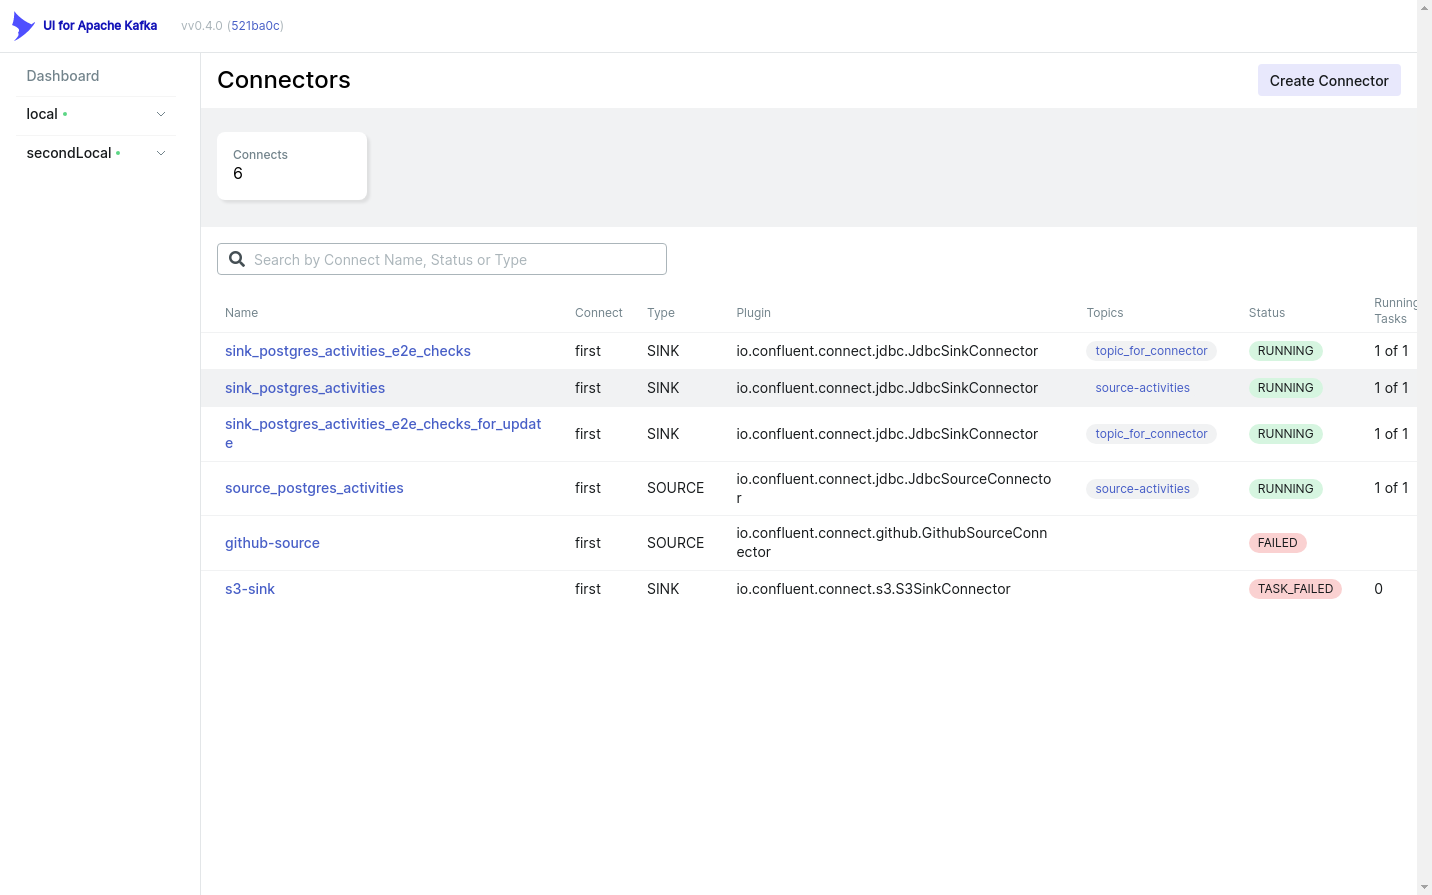 UI for Apache Kafka vv0.4.0 (521ba0c)
Dashboard
local
secondLocal
Connectors
Create Connector
Connects
6
Search by Connect Name, Status or Type
Name Connect Type Plugin Topics Status Running
Tasks
sink_postgres_activities_e2e_checks first SINK io.confluent.connect.jdbc.JdbcSinkConnector topic_for_connector RUNNING 1 of 1
sink_postgres_activities first SINK io.confluent.connect.jdbc.JdbcSinkConnector source-activities RUNNING 1 of 1
sink_postgres_activities_e2e_checks_for_updat
e first SINK io.confluent.connect.jdbc.JdbcSinkConnector topic_for_connector RUNNING 1 of 1
source_postgres_activities first SOURCE io.confluent.connect.jdbc.JdbcSourceConnecto
r source-activities RUNNING 1 of 1
github-source first SOURCE io.confluent.connect.github.GithubSourceConn
ector FAILED
s3-sink first SINK io.confluent.connect.s3.S3SinkConnector TASK_FAILED 0